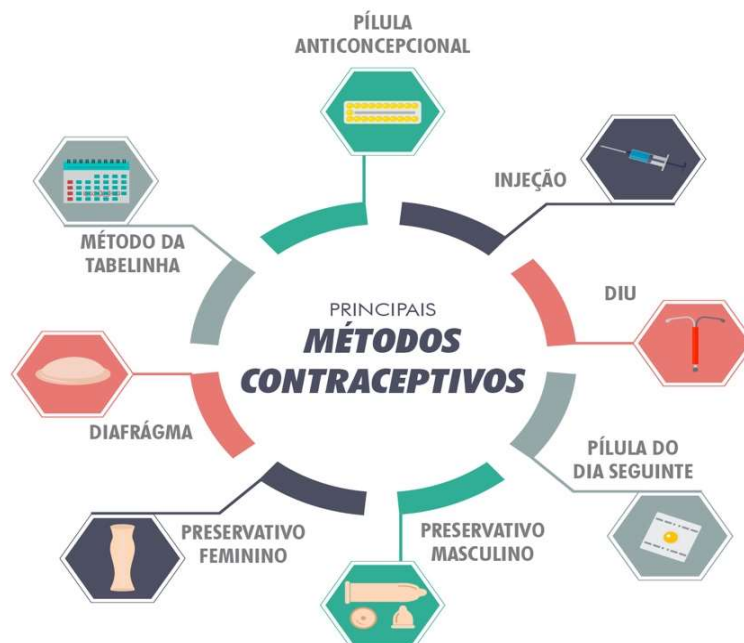 PÍLULA
ANTICONCEPCIONAL
INJEÇÃO
DIU
PÍLULA DO
DIA SEGUINTE
PRESERVATIVO
MASCULINO
PRESERVATIVO
FEMININO
DIAFRÁGMA
MÉTODO DA
TABELINHA
PRINCIPAIS
MÉTODOS
CONTRACEPTIVOS